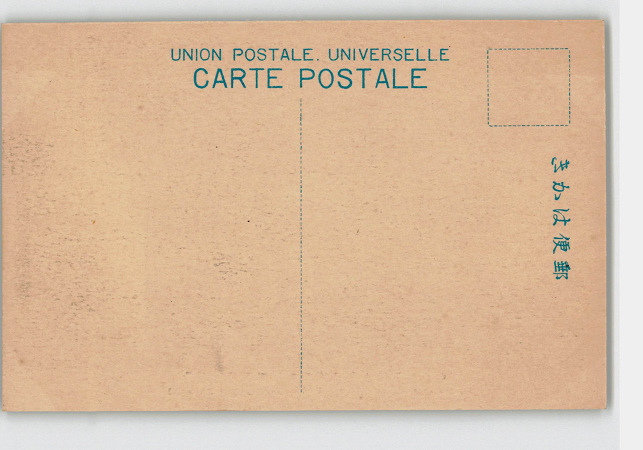 UNION POSTALE. UNIVERSELLE
CARTE POSTALE
郵便はかき